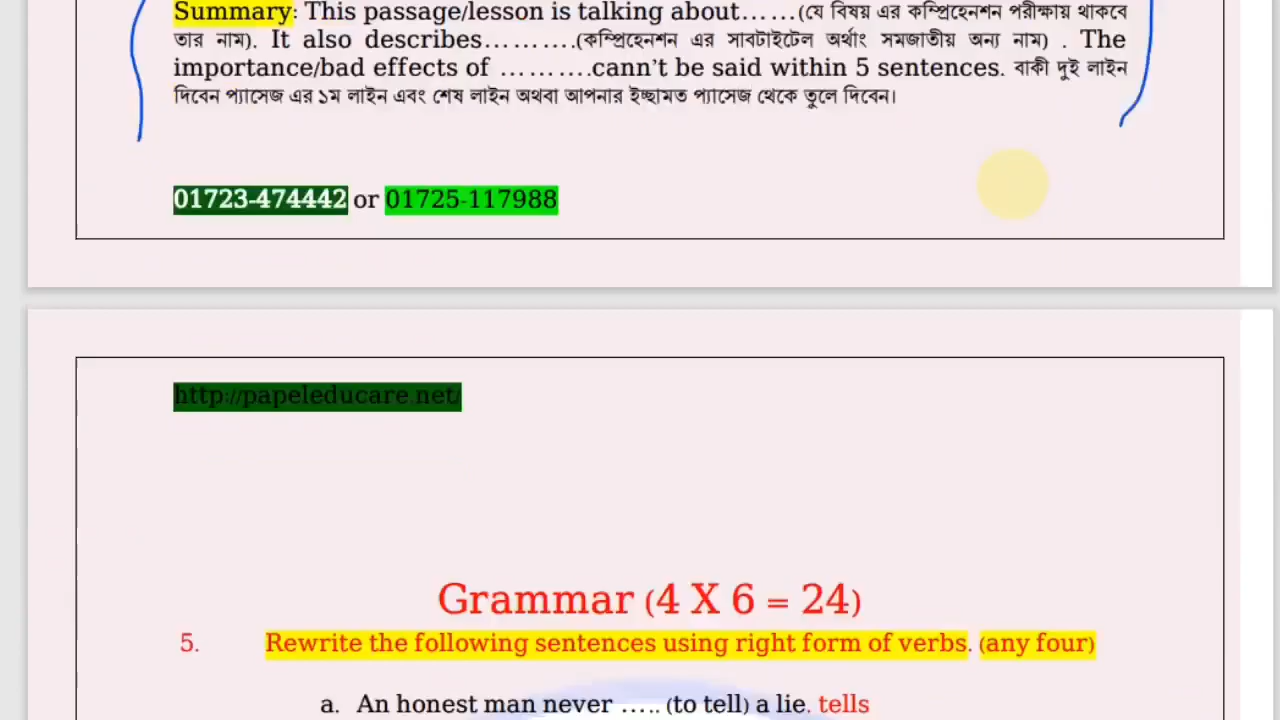 Summary: This passage/lesson is talking about……(যে বিষয় এর কম্প্রিহেনশন পরীক্ষায় থাকবে
তার নাম). It also describes……….(কম্প্রিহেনশন এর সাবটাইটেল অর্থাং সমজাতীয় অন্য নাম) . The
importance/bad effects of ……….cann't be said within 5 sentences. বাকী দুই লাইন
দিবেন প্যাসেজ এর ১ম লাইন এবং শেষ লাইন অথবা আপনার ইচ্ছামত প্যাসেজ থেকে তুলে দিবেন।
01723-474442 or 01725-117988
http://papeleducare.net/
Grammar (4 X 6 = 24)
5. Rewrite the following sentences using right form of verbs. (any four)
a. An honest man never ….. (to tell) a lie. tells